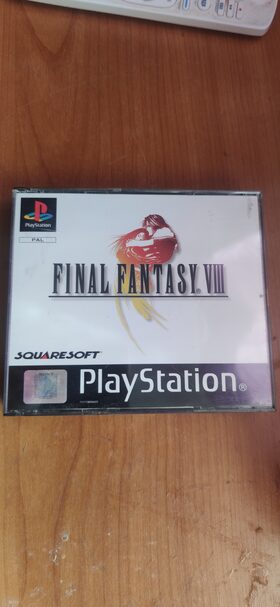 PlayStation
PAL
FINAL FANTASY® VIII
SQUARESOFT
PlayStation®